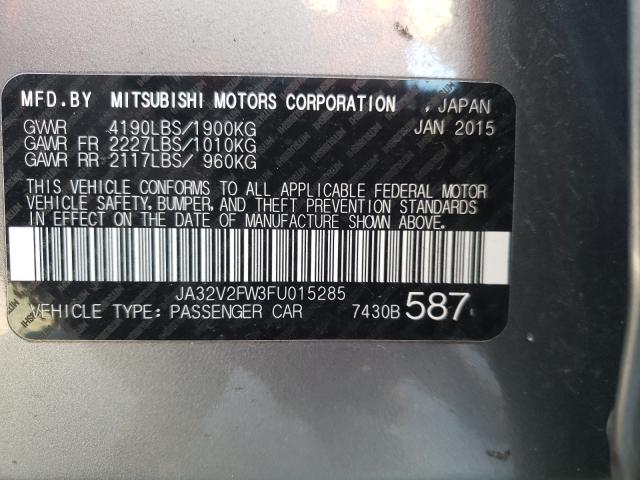 MFD.BY MITSUBISHI MOTORS CORPORATION , JAPAN
GVWR 4190LBS/1900KG JAN 2015
GAWR FR 2227LBS/1010KG
GAWR RR 2117LBS/ 960KG
THIS VEHICLE CONFORMS TO ALL APPLICABLE FEDERAL MOTOR
VEHICLE SAFETY, BUMPER, AND THEFT PREVENTION STANDARDS
IN EFFECT ON THE DATE OF MANUFACTURE SHOWN ABOVE.
JA32V2FW3FU015285
VEHICLE TYPE: PASSENGER CAR 7430B 587